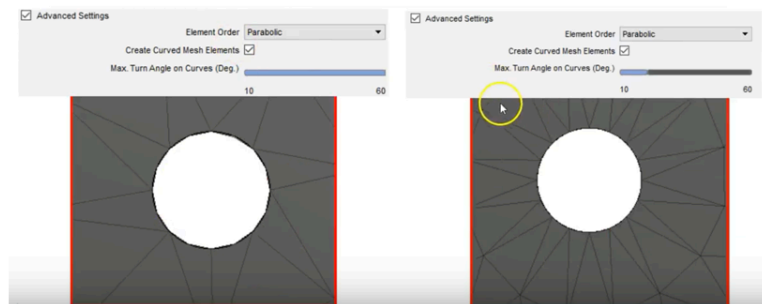 Advanced Settings
Element Order Parabolic
Create Curved Mesh Elements
Max. Turn Angle on Curves (Deg.)
10 60
Advanced Settings
Element Order Parabolic
Create Curved Mesh Elements
Max. Turn Angle on Curves (Deg.)
10 60